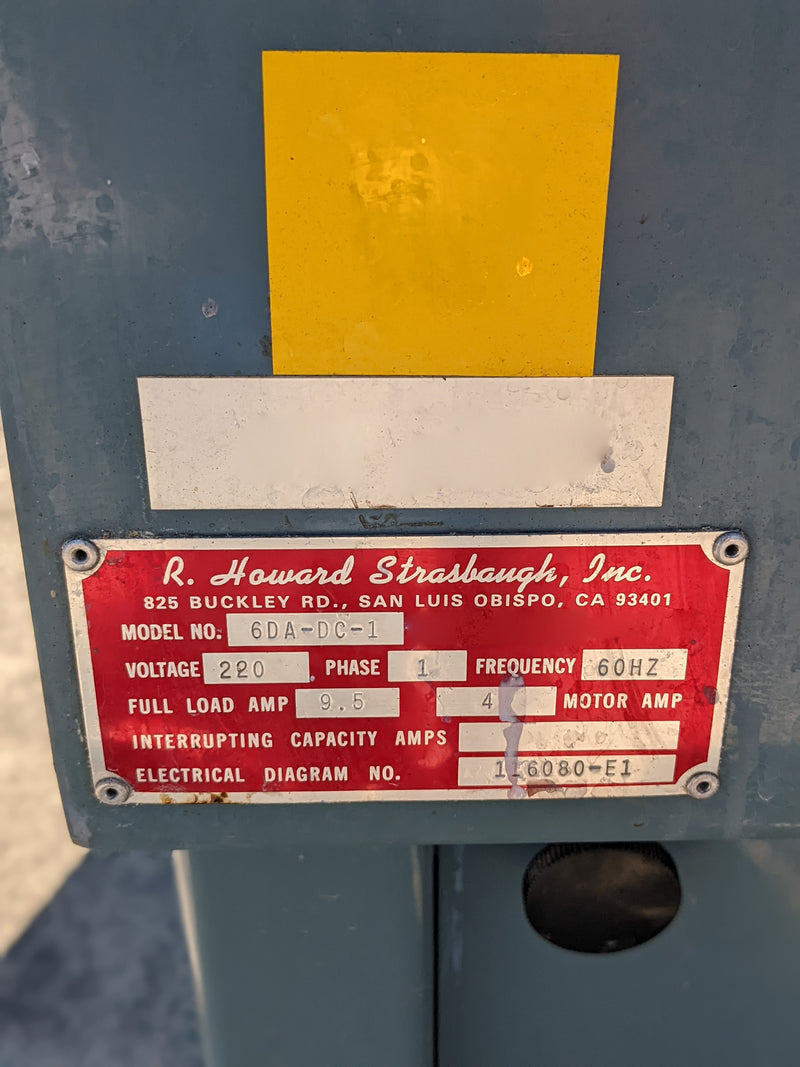 R. Howard Strasbaugh, Inc.
825 BUCKLEY RD., SAN LUIS OBISPO, CA 93401
MODEL NO. 6DA-DC-1
VOLTAGE 220 PHASE 1 FREQUENCY 60HZ
FULL LOAD AMP 9.5 4 MOTOR AMP
INTERRUPTING CAPACITY AMPS
ELECTRICAL DIAGRAM NO.